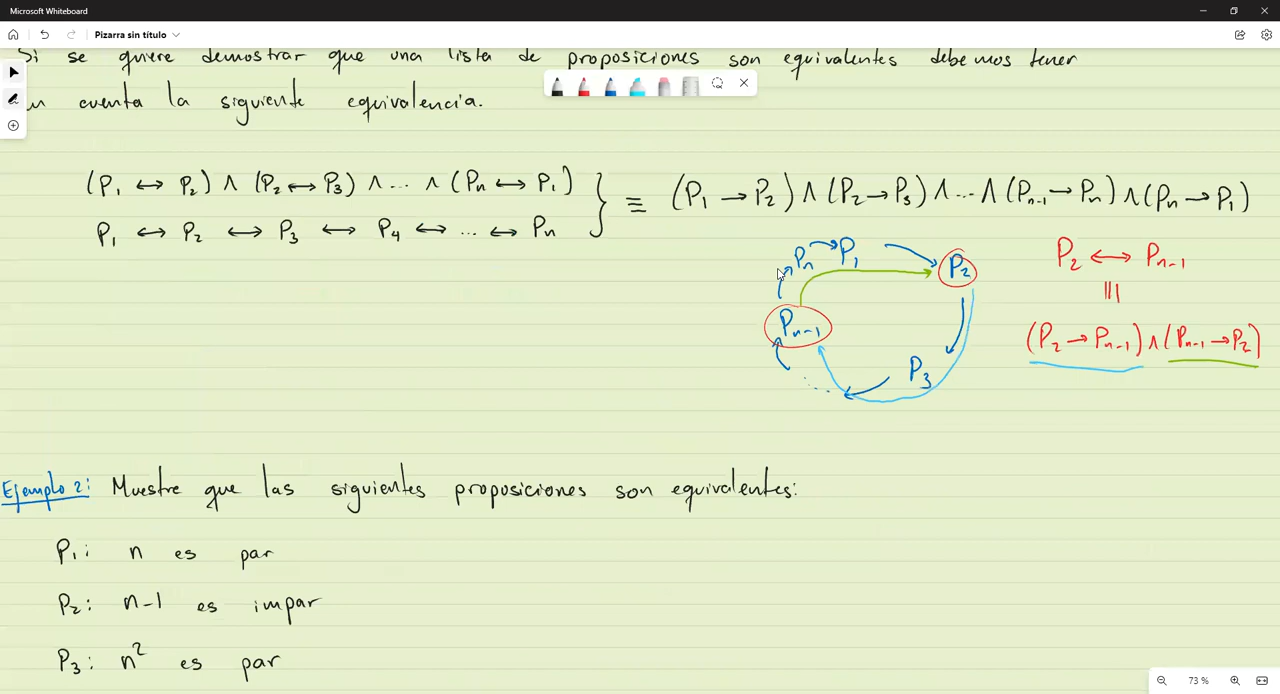 Microsoft Whiteboard
Pizarra sin título
Si se quiere demostrar que una lista de proposiciones son equivalentes debemos tener
en cuenta la siguiente equivalencia.
(P₁ ↔ P₂) ∧ (P₂ ↔ P₃) ∧ ... ∧ (Pn ↔ P₁)
P₁ ↔ P₂ ↔ P₃ ↔ P₄ ↔ ... ↔ Pn
} ≡ (P₁ → P₂) ∧ (P₂ → P₃) ∧ ... ∧ (Pn-1 → Pn) ∧ (Pn → P₁)
Pn → P₁ → P₂
Pn-1
P₃
...
P₂ ↔ Pn-1
≡
(P₂ → Pn-1) ∧ (Pn-1 → P₂)
Ejemplo 2: Muestre que las siguientes proposiciones son equivalentes:
P₁: n es par
P₂: n-1 es impar
P₃: n² es par
73 %